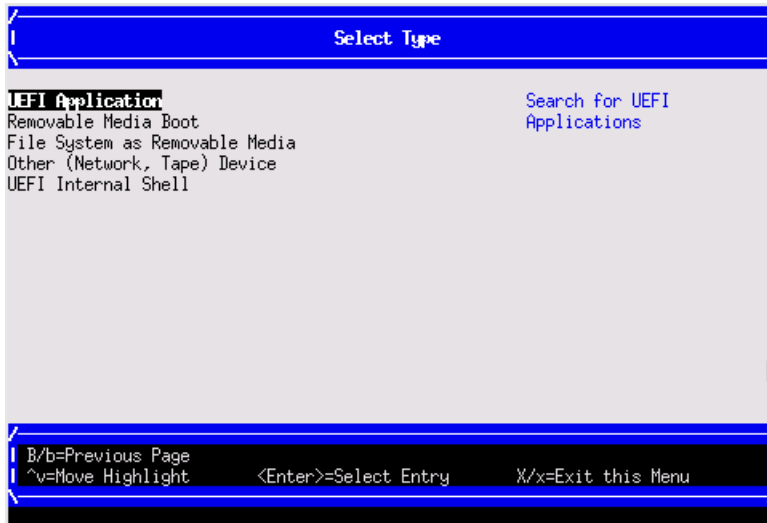 Select Type
UEFI Application
Search for UEFI
Removable Media Boot
Applications
File System as Removable Media
Other (Network, Tape) Device
UEFI Internal Shell
B/b=Previous Page
^v=Move Highlight <Enter>=Select Entry X/x=Exit this Menu